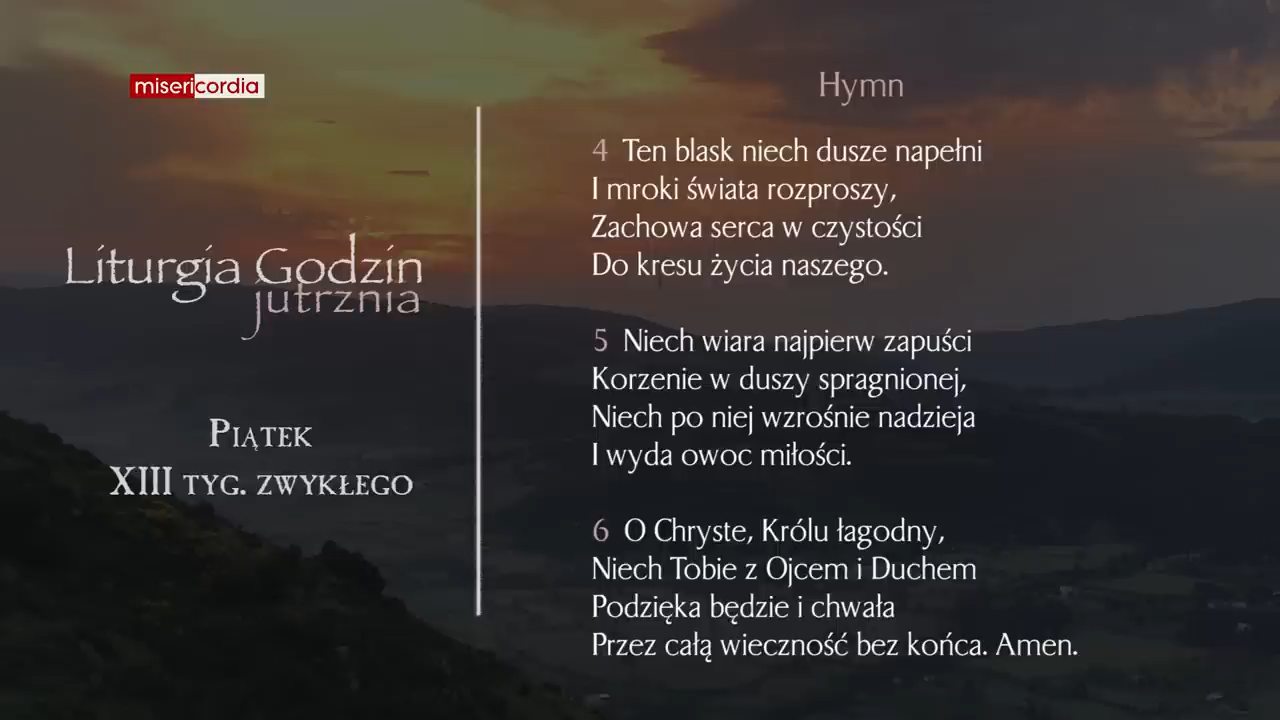 misericordia
Liturgia Godzin
jutrznia
Piątek
XIII tyg. zwykłego
Hymn
4 Ten blask niech dusze napełni
I mroki świata rozproszy,
Zachowa serca w czystości
Do kresu życia naszego.
5 Niech wiara najpierw zapuści
Korzenie w duszy spragnionej,
Niech po niej wzrośnie nadzieja
I wyda owoc miłości.
6 O Chryste, Królu łagodny,
Niech Tobie z Ojcem i Duchem
Podzięka będzie i chwała
Przez całą wieczność bez końca. Amen.